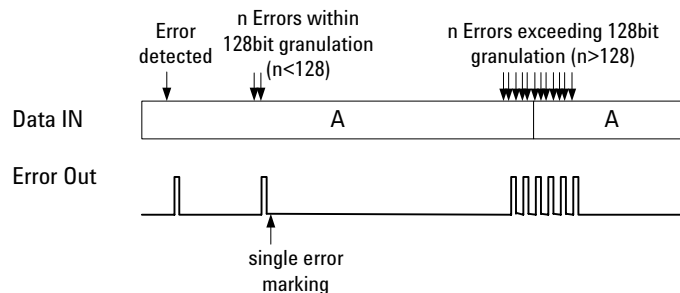 Error
detected
n Errors within
128bit granulation
(n<128)
n Errors exceeding 128bit
granulation (n>128)
Data IN
A
A
Error Out
single error
marking